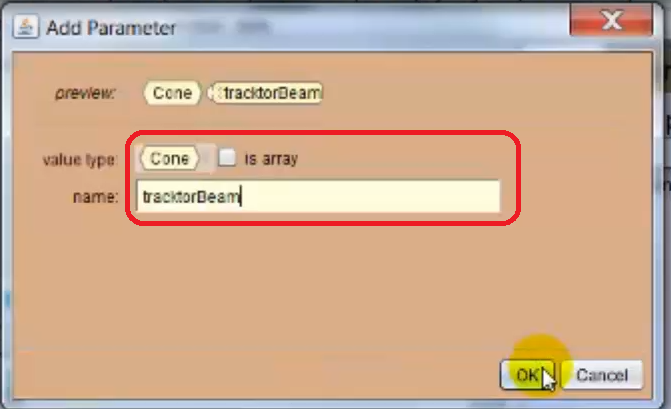 Add Parameter
preview: Cone tracktorBeam
value type: Cone is array
name: tracktorBeam
OK Cancel